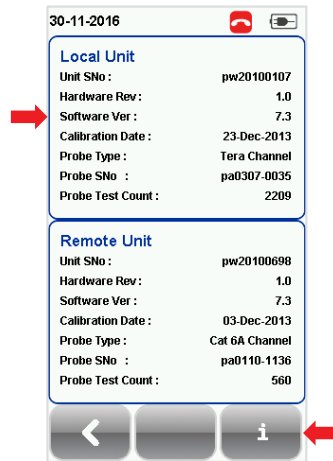 30-11-2016
Local Unit
Unit SNo : pw20100107
Hardware Rev : 1.0
Software Ver : 7.3
Calibration Date : 23-Dec-2013
Probe Type : Tera Channel
Probe SNo : pa0307-0035
Probe Test Count : 2209
Remote Unit
Unit SNo : pw20100698
Hardware Rev : 1.0
Software Ver : 7.3
Calibration Date : 03-Dec-2013
Probe Type : Cat 6A Channel
Probe SNo : pa0110-1136
Probe Test Count : 560
i